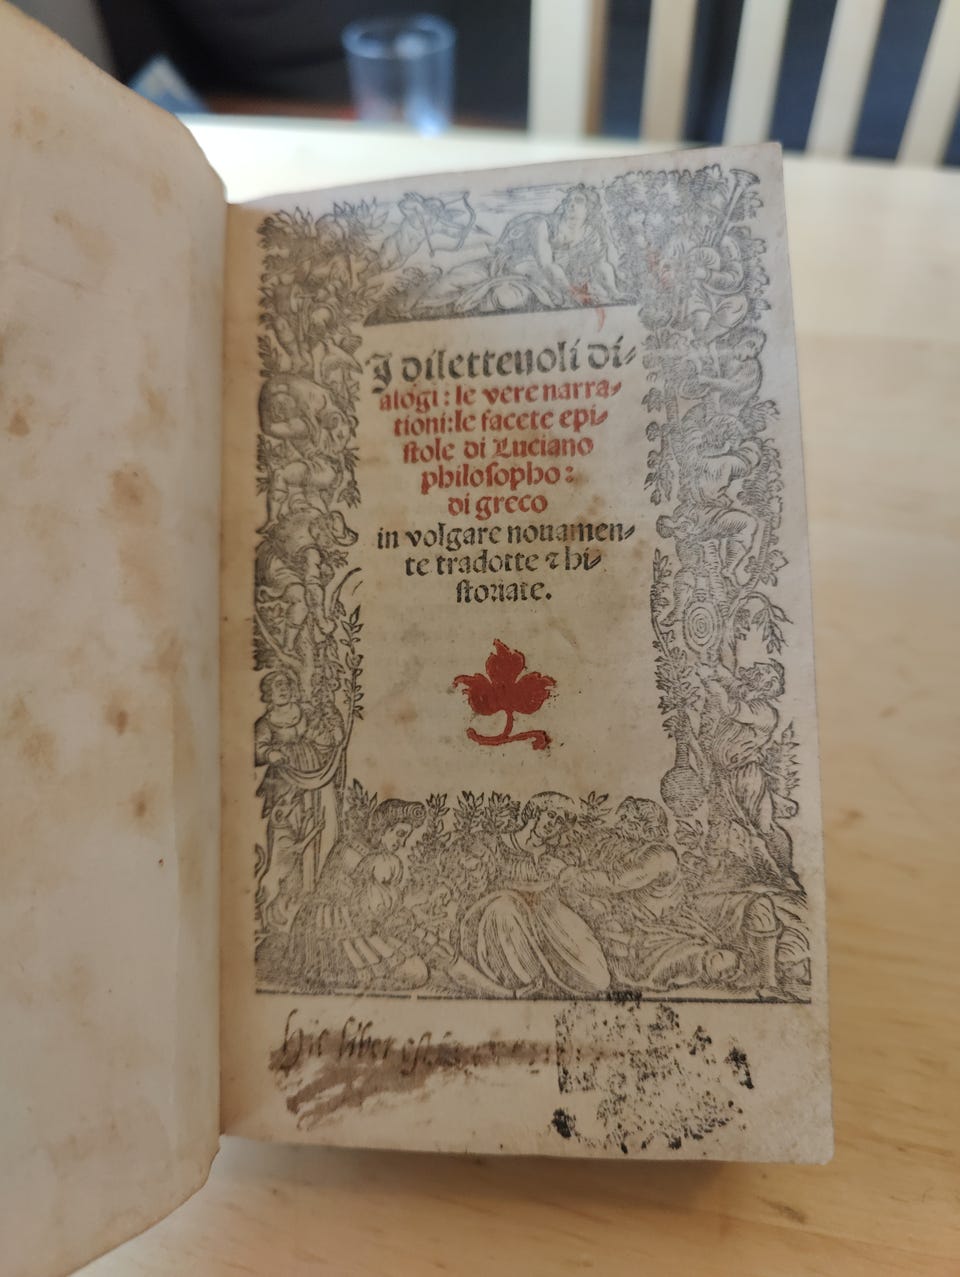 I dilettevoli di-
alogi: le vere narra-
tioni: le facete epi-
stole di Luciano
philosopho:
di greco
in volgare novamen-
te tradotte & hi-
storiate.
Hic liber est